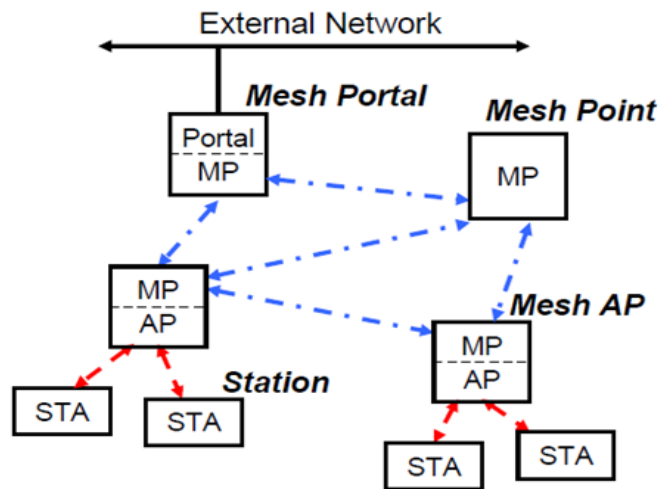 External Network
Mesh Portal
Mesh Point
Portal
MP
MP
MP
AP
Mesh AP
MP
AP
Station
STA
STA
STA
STA